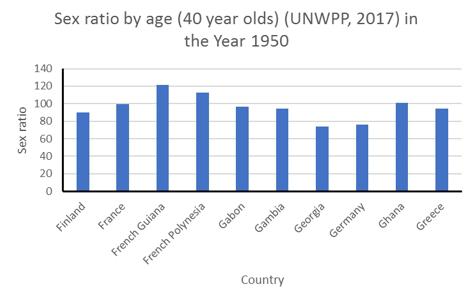 Sex ratio by age (40 year olds) (UNWPP, 2017) in
the Year 1950
140
120
100
80
60
40
20
0
Sex ratio
Finland
France
French Guiana
French Polynesia
Gabon
Gambia
Georgia
Germany
Ghana
Greece
Country